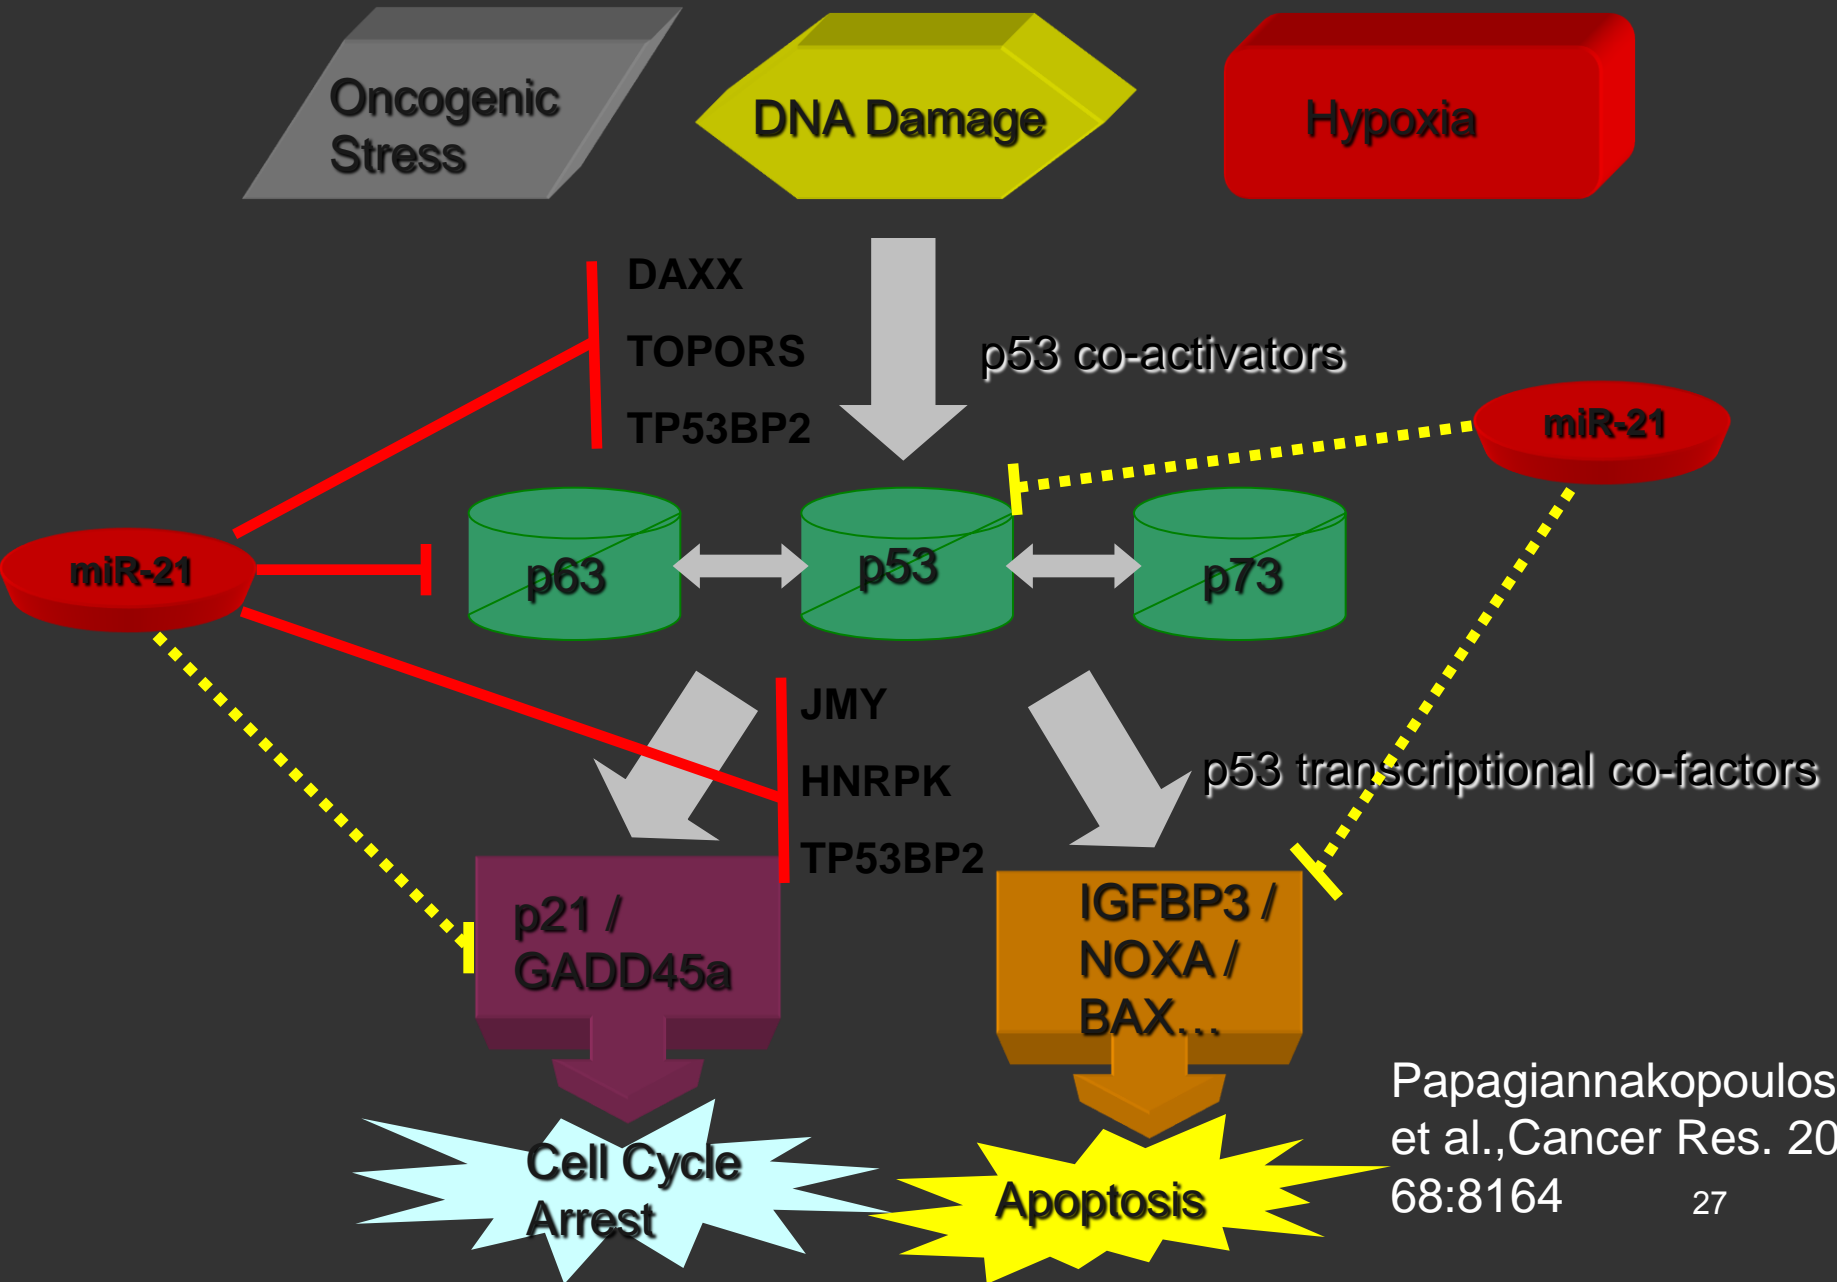 Oncogenic
Stress
DNA Damage
Hypoxia
DAXX
TOPORS
TP53BP2
p53 co-activators
miR-21
miR-21
p63
p53
p73
JMY
HNRPK
TP53BP2
p53 transcriptional co-factors
p21 /
GADD45a
IGFBP3 /
NOXA /
BAX...
Cell Cycle
Arrest
Apoptosis
Papagiannakopoulos
et al.,Cancer Res. 20
68:8164
27